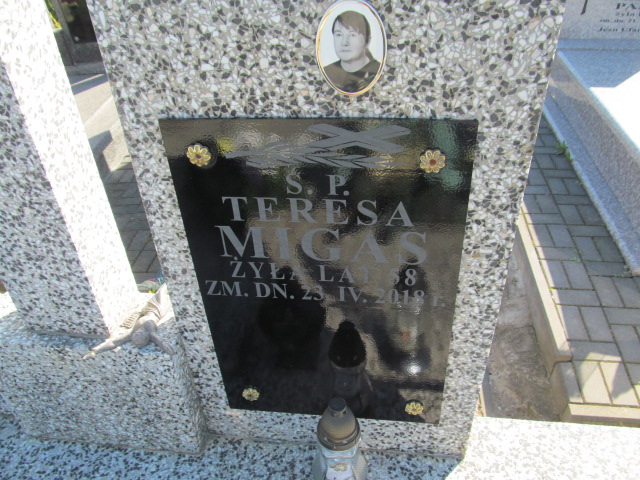 S. P.
TERESA
MIGAS
ŻYŁA LAT
ZM. DN. 23. IV. 2018 r.